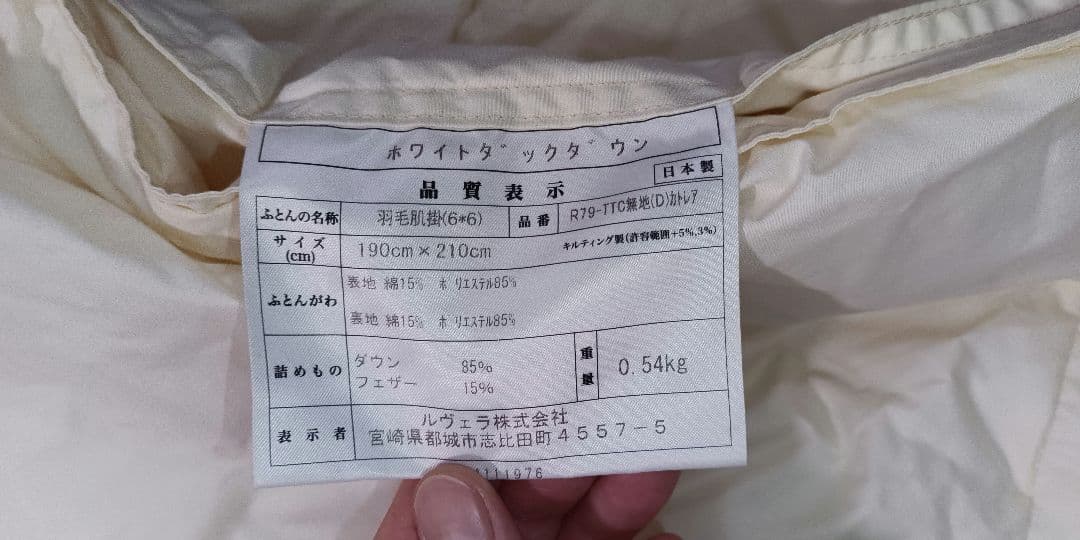 ホワイトダックダウン
品質表示
日本製
ふとんの名称 羽毛肌掛(6*6) 品番 R79-TTC無地(D)カトレア
サイズ(cm) 190cm×210cm キルティング製(許容範囲+5%,3%)
ふとんがわ
表地 綿15% ポリエステル85%
裏地 綿15% ポリエステル85%
詰めもの
ダウン 85%
フェザー 15%
重量 0.54kg
表示者
ルヴェラ株式会社
宮崎県都城市志比田町4557-5